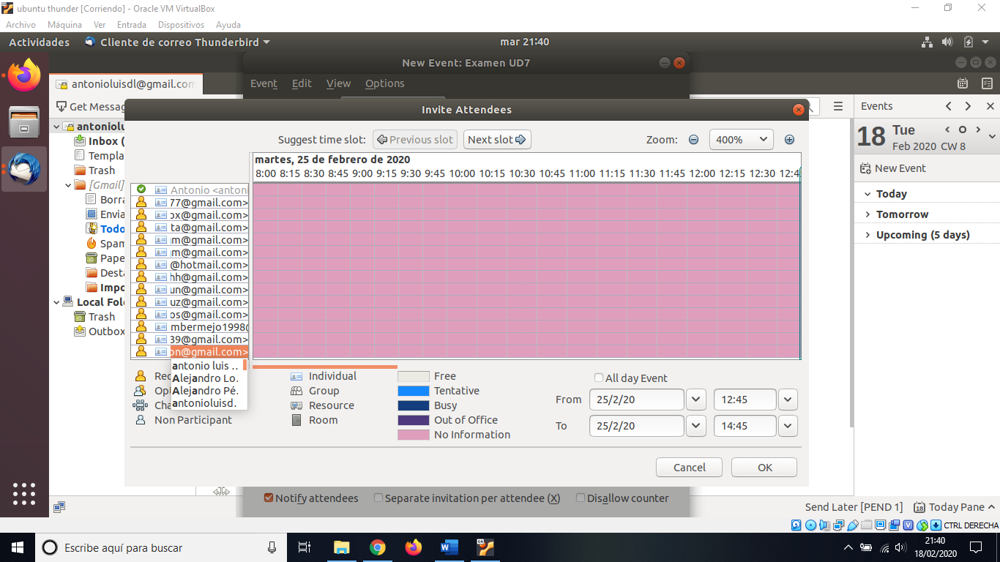 ubuntu thunder [Corriendo] - Oracle VM VirtualBox
Archivo Máquina Ver Entrada Dispositivos Ayuda
Actividades Cliente de correo Thunderbird mar 21:40
New Event: Examen UD7
antonioluisdl@gmail.com
Event Edit View Options
Get Messag
Invite Attendees
Events
antoniolu
Inbox (
Templa
Trash
[Gmail]
Borra
Envia
Todo
Spam
Pape
Desta
Impo
Local Fol
Trash
Outbox
Suggest time slot: Previous slot Next slot Zoom: 400%
martes, 25 de febrero de 2020
8:00 8:15 8:30 8:45 9:00 9:15 9:30 9:45 10:00 10:15 10:30 10:45 11:00 11:15 11:30 11:45 12:00 12:15 12:30 12:4
Antonio <antoni
77@gmail.com>
ox@gmail.com>
ta@gmail.com>
m@gmail.com>
m@gmail.com>
@hotmail.com>
hh@gmail.com>
un@gmail.com>
uz@gmail.com>
os@gmail.com>
mbermejo1998@
39@gmail.com>
on@gmail.com>
antonio luis ..
Alejandro Lo.
Alejandro Pé.
antonioluisd.
Rec
Opt
Cha
Non Participant
Individual
Group
Resource
Room
Free
Tentative
Busy
Out of Office
No Information
All day Event
From 25/2/20 12:45
To 25/2/20 14:45
Cancel OK
Notify attendees Separate invitation per attendee (X) Disallow counter
18 Tue
Feb 2020 CW 8
New Event
Today
Tomorrow
Upcoming (5 days)
Send Later [PEND 1] 18 Today Pane
CTRL DERECHA
Escribe aquí para buscar
21:40
18/02/2020